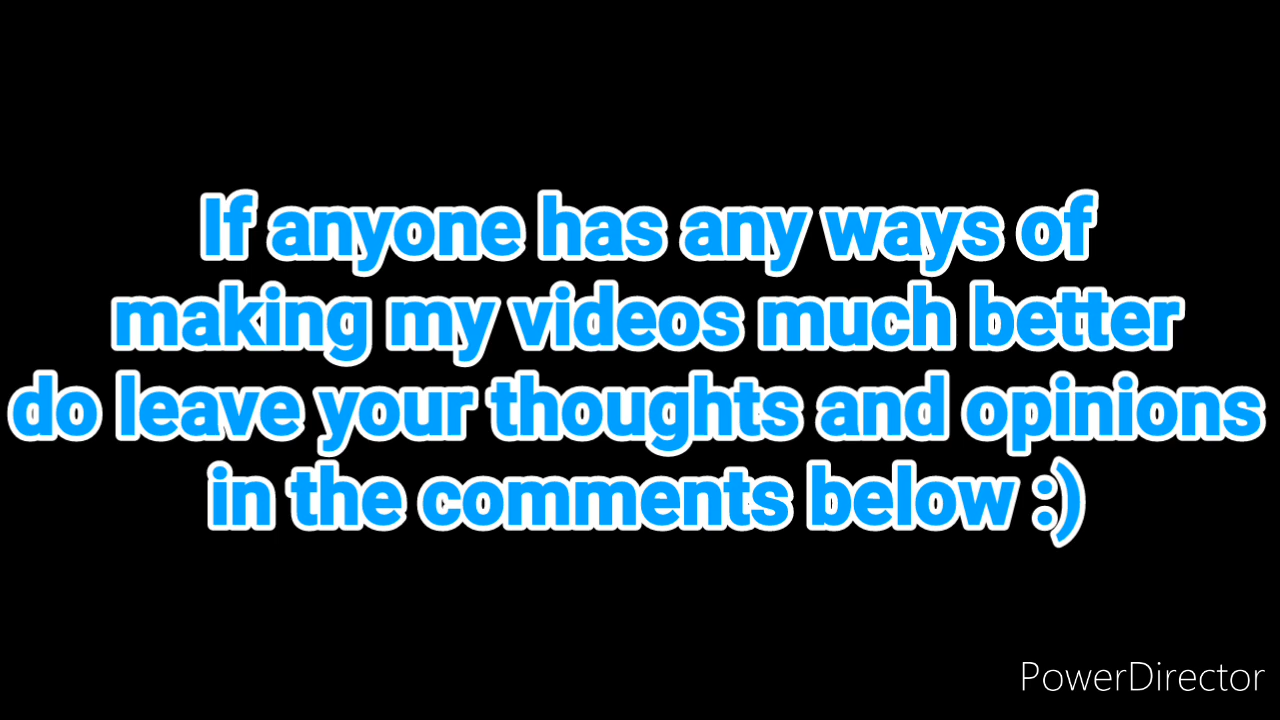 If anyone has any ways of
making my videos much better
do leave your thoughts and opinions
in the comments below :)
PowerDirector